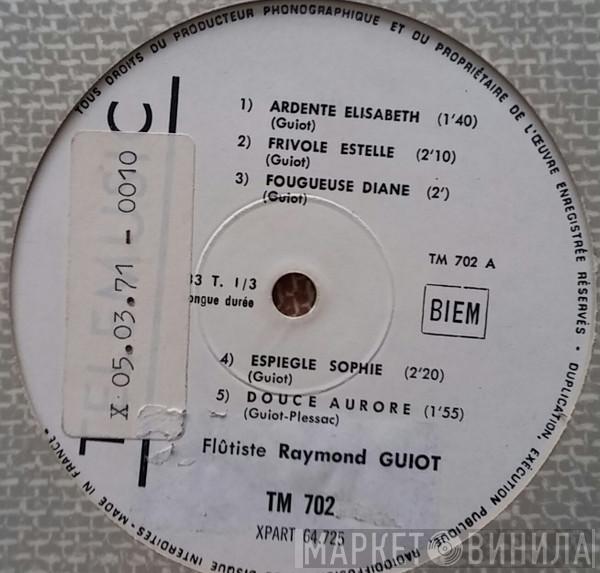 TOUS DROITS DU PRODUCTEUR PHONOGRAPHIQUE ET DU PROPRIÉTAIRE DE L'ŒUVRE ENREGISTRÉE RÉSERVÉS • DUPLICATION, EXÉCUTION PUBLIQUE, RADIODIFFUSION DISQUE INTERDITES - MADE IN FRANCE •
X 05.03.71 - 0010
1) ARDENTE ELISABETH (1'40)
(Guiot)
2) FRIVOLE ESTELLE (2'10)
(Guiot)
3) FOUGUEUSE DIANE (2')
(Guiot)
TM 702 A
33 T. 1/3
longue durée
BIEM
4) ESPIEGLE SOPHIE (2'20)
(Guiot)
5) DOUCE AURORE (1'55)
(Guiot-Plessac)
Flûtiste Raymond GUIOT
TM 702
XPART 64.725
МАРКЕТ ВИНИЛА